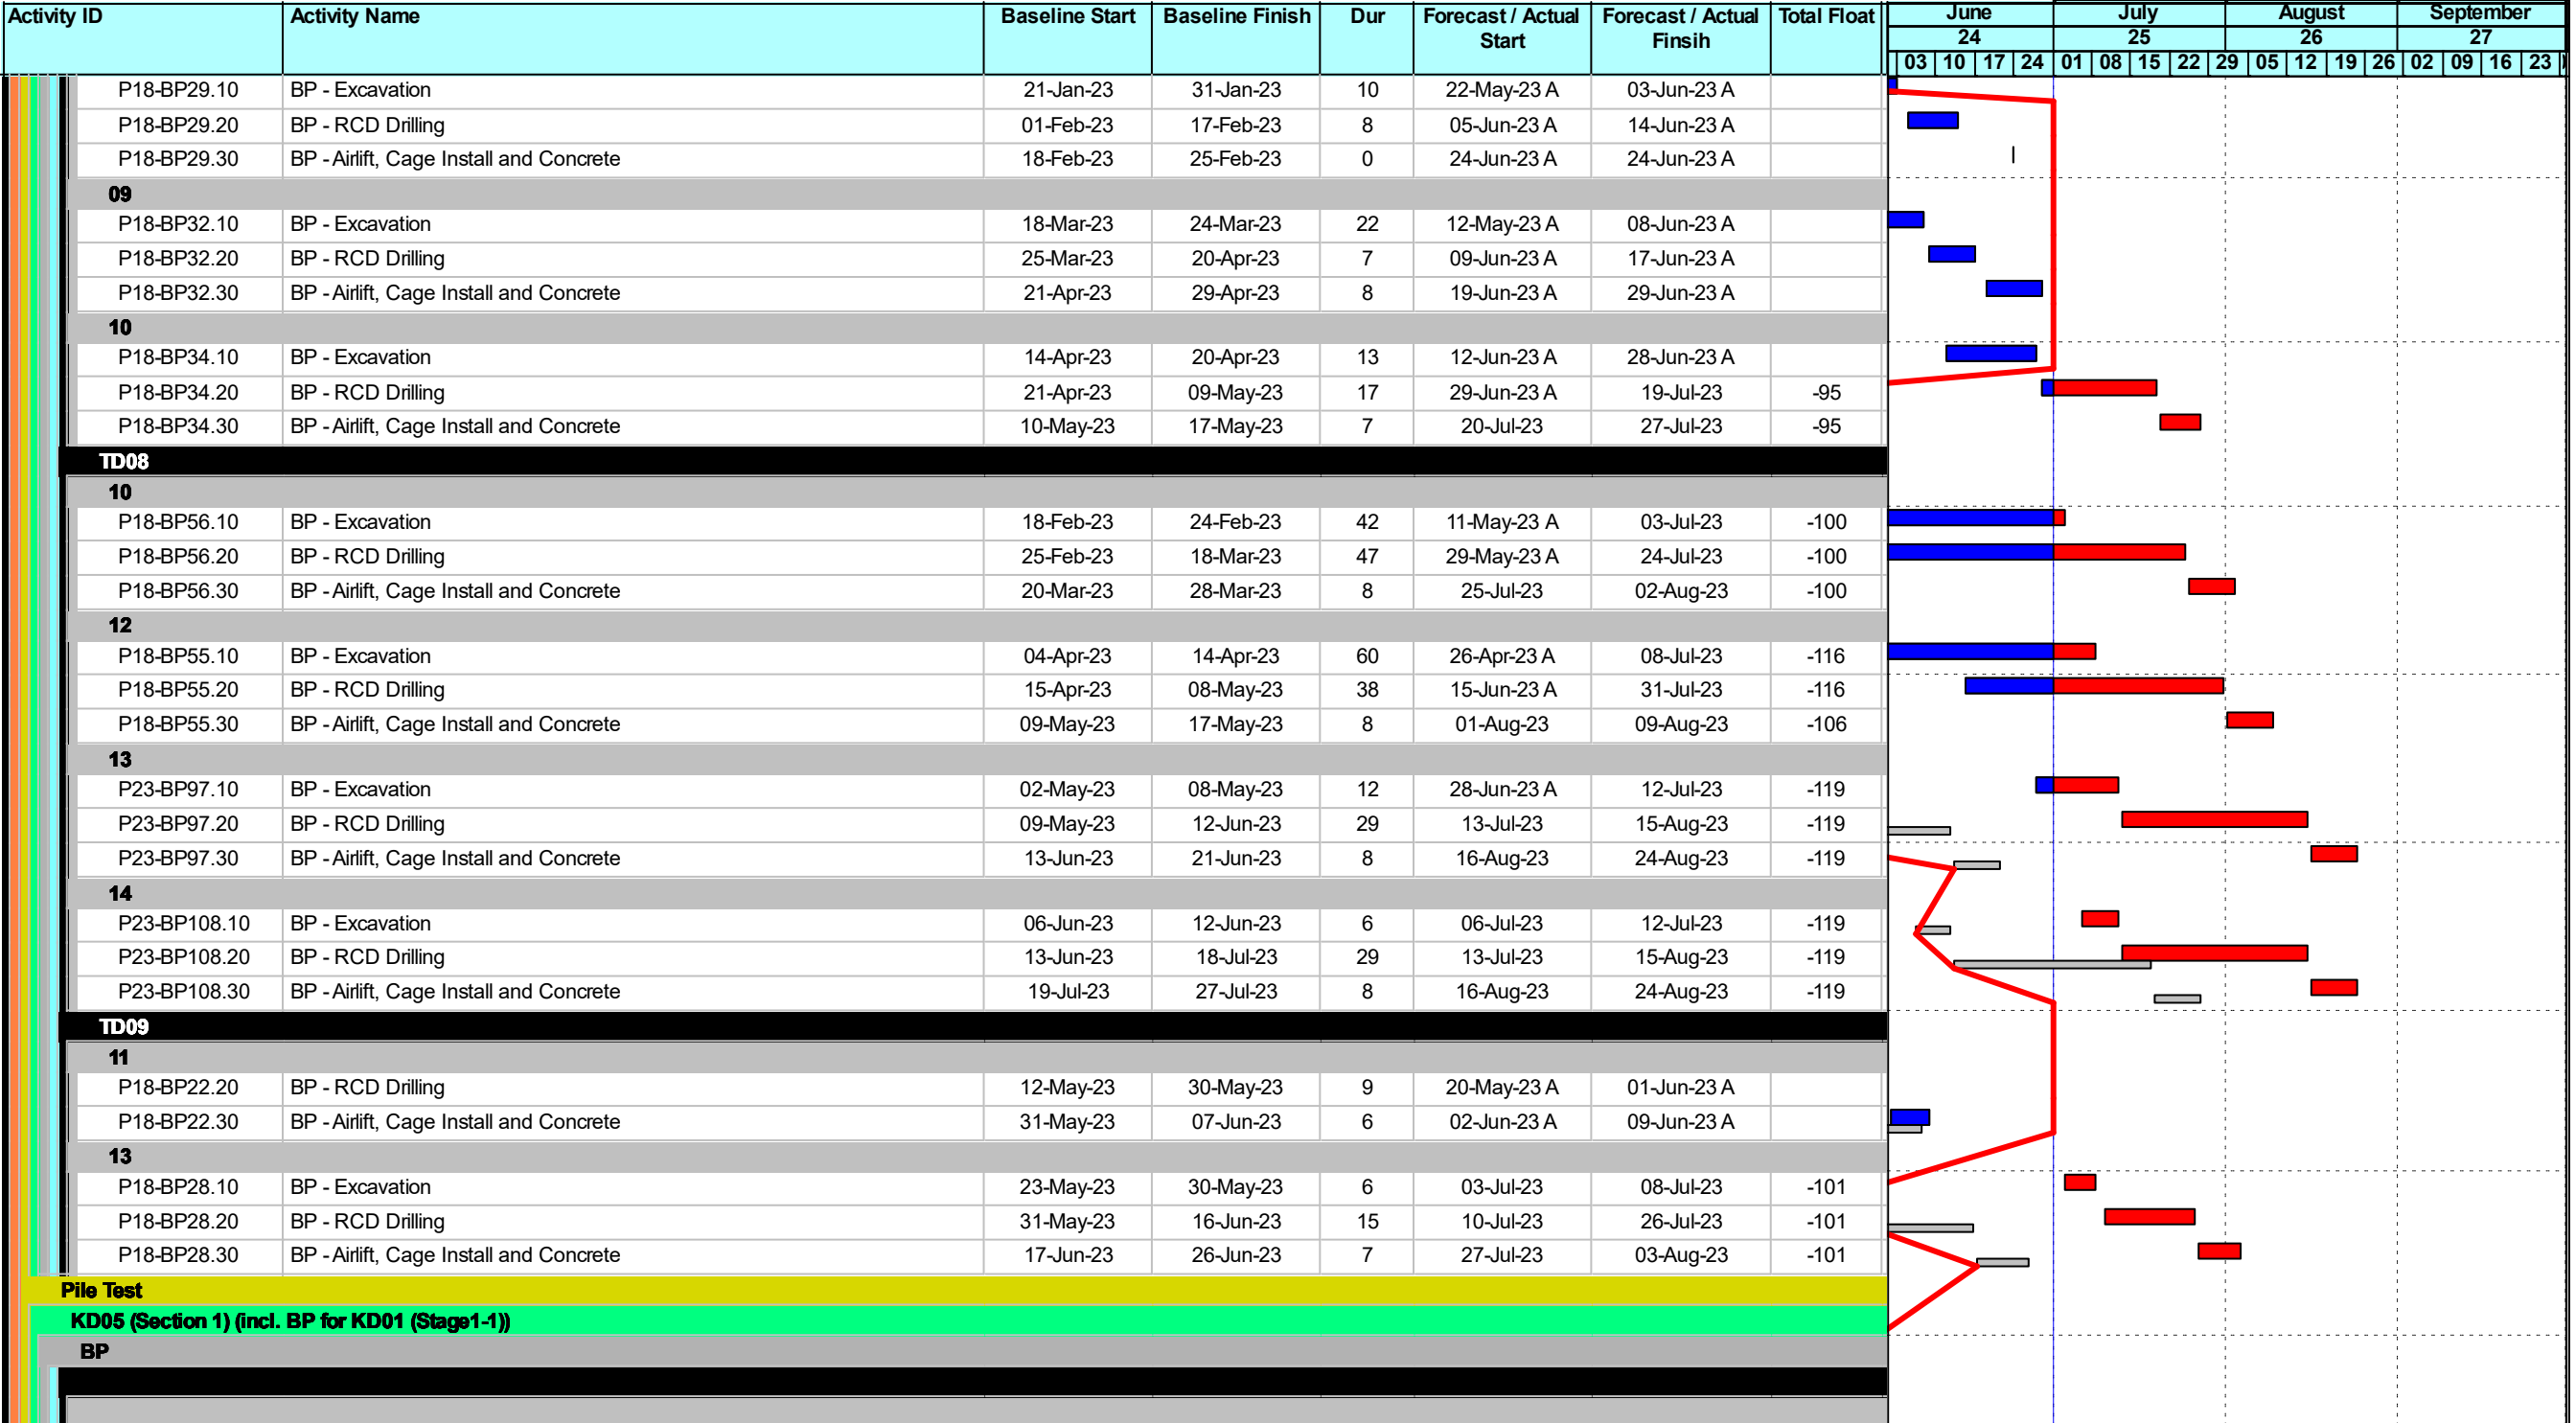 Activity ID Activity Name Baseline Start Baseline Finish Dur Forecast / Actual Start Forecast / Actual Finsih Total Float June July August September
24 25 26 27
03 10 17 24 01 08 15 22 29 05 12 19 26 02 09 16 23
P18-BP29.10 BP - Excavation 21-Jan-23 31-Jan-23 10 22-May-23 A 03-Jun-23 A
P18-BP29.20 BP - RCD Drilling 01-Feb-23 17-Feb-23 8 05-Jun-23 A 14-Jun-23 A
P18-BP29.30 BP - Airlift, Cage Install and Concrete 18-Feb-23 25-Feb-23 0 24-Jun-23 A 24-Jun-23 A
09
P18-BP32.10 BP - Excavation 18-Mar-23 24-Mar-23 22 12-May-23 A 08-Jun-23 A
P18-BP32.20 BP - RCD Drilling 25-Mar-23 20-Apr-23 7 09-Jun-23 A 17-Jun-23 A
P18-BP32.30 BP - Airlift, Cage Install and Concrete 21-Apr-23 29-Apr-23 8 19-Jun-23 A 29-Jun-23 A
10
P18-BP34.10 BP - Excavation 14-Apr-23 20-Apr-23 13 12-Jun-23 A 28-Jun-23 A
P18-BP34.20 BP - RCD Drilling 21-Apr-23 09-May-23 17 29-Jun-23 A 19-Jul-23 -95
P18-BP34.30 BP - Airlift, Cage Install and Concrete 10-May-23 17-May-23 7 20-Jul-23 27-Jul-23 -95
TD08
10
P18-BP56.10 BP - Excavation 18-Feb-23 24-Feb-23 42 11-May-23 A 03-Jul-23 -100
P18-BP56.20 BP - RCD Drilling 25-Feb-23 18-Mar-23 47 29-May-23 A 24-Jul-23 -100
P18-BP56.30 BP - Airlift, Cage Install and Concrete 20-Mar-23 28-Mar-23 8 25-Jul-23 02-Aug-23 -100
12
P18-BP55.10 BP - Excavation 04-Apr-23 14-Apr-23 60 26-Apr-23 A 08-Jul-23 -116
P18-BP55.20 BP - RCD Drilling 15-Apr-23 08-May-23 38 15-Jun-23 A 31-Jul-23 -116
P18-BP55.30 BP - Airlift, Cage Install and Concrete 09-May-23 17-May-23 8 01-Aug-23 09-Aug-23 -106
13
P23-BP97.10 BP - Excavation 02-May-23 08-May-23 12 28-Jun-23 A 12-Jul-23 -119
P23-BP97.20 BP - RCD Drilling 09-May-23 12-Jun-23 29 13-Jul-23 15-Aug-23 -119
P23-BP97.30 BP - Airlift, Cage Install and Concrete 13-Jun-23 21-Jun-23 8 16-Aug-23 24-Aug-23 -119
14
P23-BP108.10 BP - Excavation 06-Jun-23 12-Jun-23 6 06-Jul-23 12-Jul-23 -119
P23-BP108.20 BP - RCD Drilling 13-Jun-23 18-Jul-23 29 13-Jul-23 15-Aug-23 -119
P23-BP108.30 BP - Airlift, Cage Install and Concrete 19-Jul-23 27-Jul-23 8 16-Aug-23 24-Aug-23 -119
TD09
11
P18-BP22.20 BP - RCD Drilling 12-May-23 30-May-23 9 20-May-23 A 01-Jun-23 A
P18-BP22.30 BP - Airlift, Cage Install and Concrete 31-May-23 07-Jun-23 6 02-Jun-23 A 09-Jun-23 A
13
P18-BP28.10 BP - Excavation 23-May-23 30-May-23 6 03-Jul-23 08-Jul-23 -101
P18-BP28.20 BP - RCD Drilling 31-May-23 16-Jun-23 15 10-Jul-23 26-Jul-23 -101
P18-BP28.30 BP - Airlift, Cage Install and Concrete 17-Jun-23 26-Jun-23 7 27-Jul-23 03-Aug-23 -101
Pile Test
KD05 (Section 1) (incl. BP for KD01 (Stage1-1))
BP